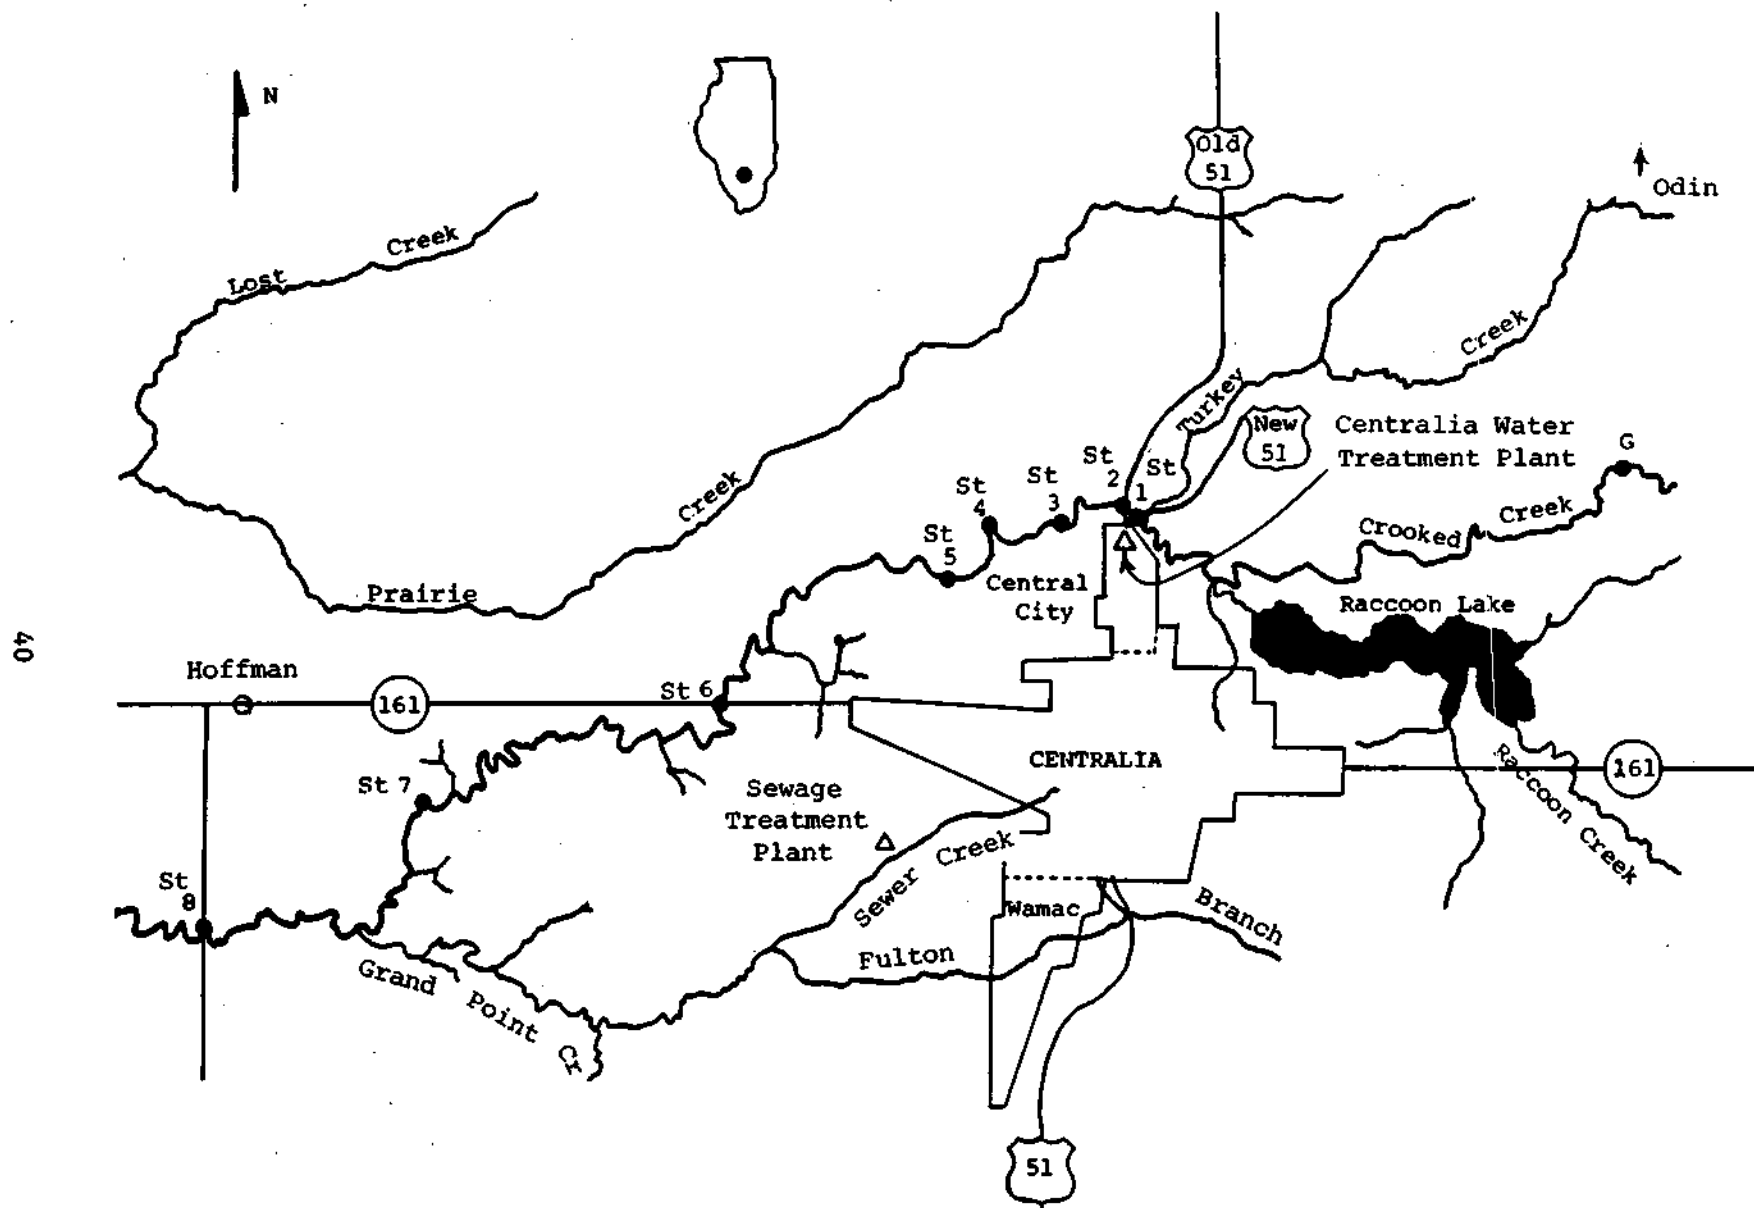 N
Old
51
Odin
Creek
Lost
Creek
Turkey
New
51
Centralia Water
Treatment Plant
G
St
2
St
1
St
3
St
4
St
5
Creek
Crooked
Creek
Prairie
Central
City
Raccoon Lake
40
Hoffman
161
St 6
CENTRALIA
161
Raccoon Creek
St 7
Sewage
Treatment
Plant
Sewer Creek
St
8
Wamac
Branch
Fulton
Grand Point Ck
51